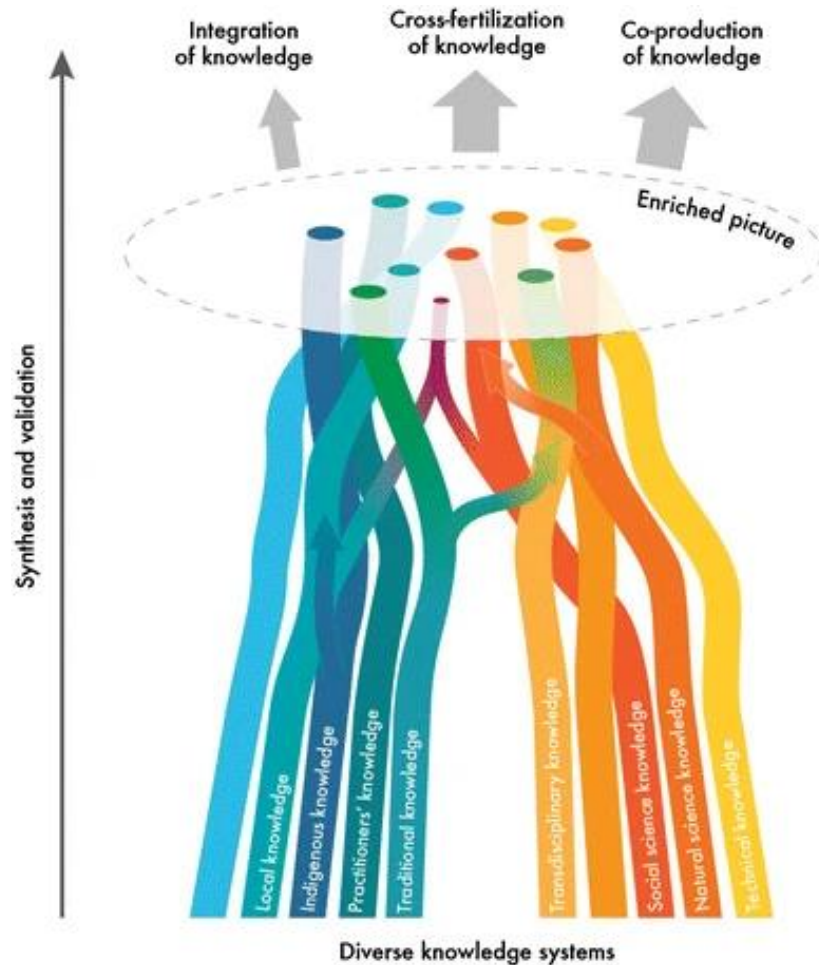 Integration
of knowledge
Cross-fertilization
of knowledge
Co-production
of knowledge
Enriched picture
Synthesis and validation
Local knowledge
Indigenous knowledge
Practitioners' knowledge
Traditional knowledge
Transdisciplinary knowledge
Social science knowledge
Natural science knowledge
Technical knowledge
Diverse knowledge systems